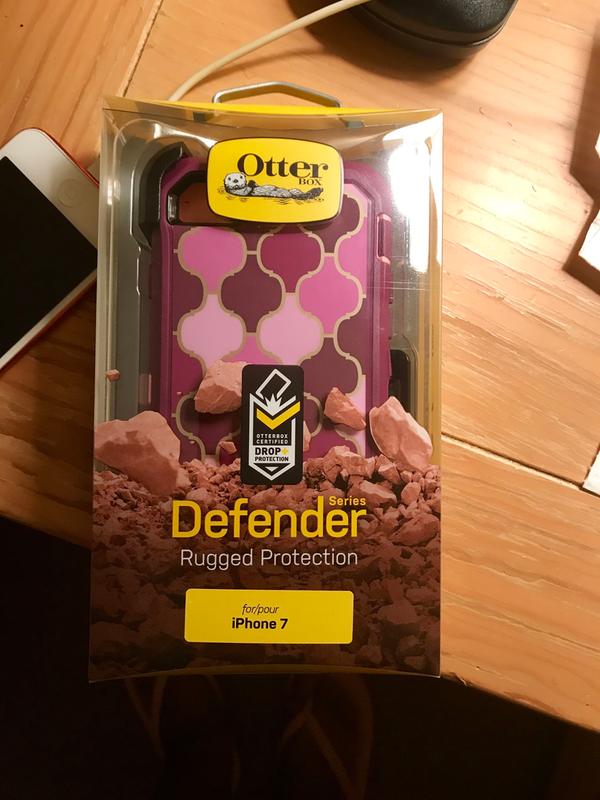 Otter
BOX
OTTERBOX
CERTIFIED
DROP+
PROTECTION
Series
Defender
Rugged Protection
for/pour
iPhone 7